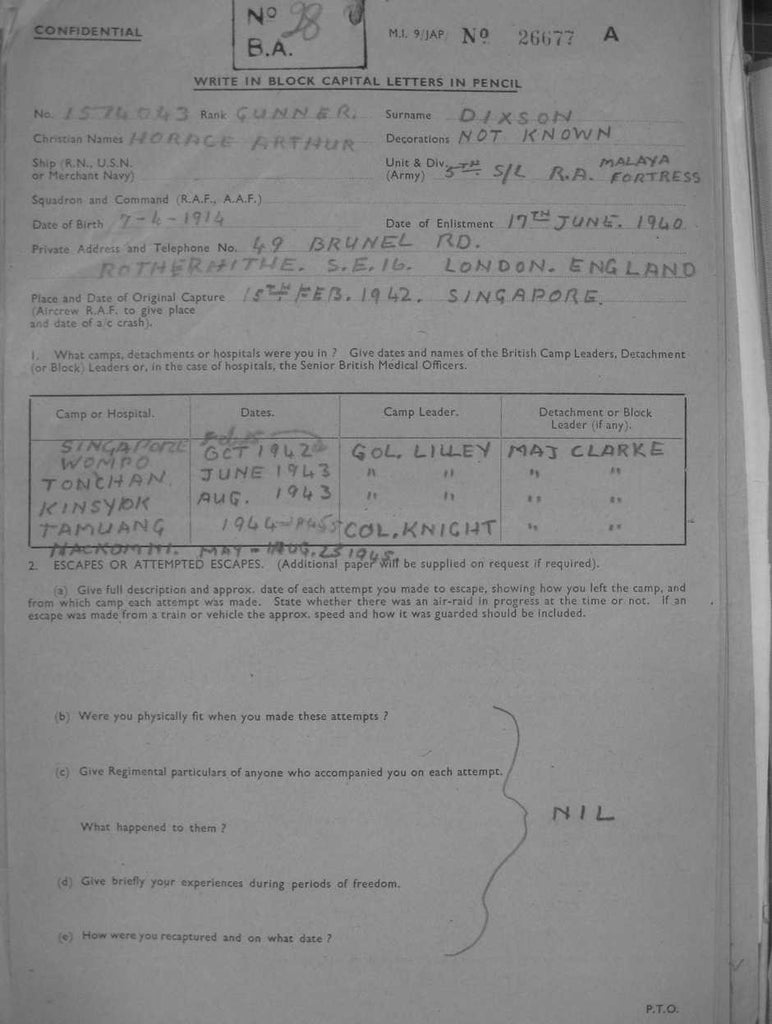 CONFIDENTIAL
No 98
B.A.
M.I. 9/JAP. No 26677 A
WRITE IN BLOCK CAPITAL LETTERS IN PENCIL
No. 1574043 Rank GUNNER. Surname DIXSON
Christian Names HORACE ARTHUR Decorations NOT KNOWN
Ship (R.N., U.S.N. or Merchant Navy) Unit & Div. (Army) 5TH S/L R.A. MALAYA FORTRESS
Squadron and Command (R.A.F., A.A.F.)
Date of Birth 7-4-1914 Date of Enlistment 17TH JUNE. 1940
Private Address and Telephone No. 49 BRUNEL RD.
ROTHERHITHE. S.E.16. LONDON. ENGLAND
Place and Date of Original Capture 15TH FEB. 1942. SINGAPORE.
(Aircrew R.A.F. to give place
and date of a/c crash).
1. What camps, detachments or hospitals were you in ? Give dates and names of the British Camp Leaders, Detachment
(or Block) Leaders or, in the case of hospitals, the Senior British Medical Officers.
Camp or Hospital. Dates. Camp Leader. Detachment or Block
Leader (if any).
SINGAPORE
WOMPO OCT 1942 COL. LILLEY MAJ CLARKE
TONCHAN. JUNE 1943 " " " "
KINSYOK AUG. 1943 " " " "
TAMUANG 1944- COL. KNIGHT " "
NACKOMNI. MAY - AUG. 25 1945
2. ESCAPES OR ATTEMPTED ESCAPES. (Additional paper will be supplied on request if required).
(a) Give full description and approx. date of each attempt you made to escape, showing how you left the camp, and
from which camp each attempt was made. State whether there was an air-raid in progress at the time or not. If an
escape was made from a train or vehicle the approx. speed and how it was guarded should be included.
(b) Were you physically fit when you made these attempts ?
(c) Give Regimental particulars of anyone who accompanied you on each attempt.
NIL
What happened to them ?
(d) Give briefly your experiences during periods of freedom.
(e) How were you recaptured and on what date ?
P.T.O.